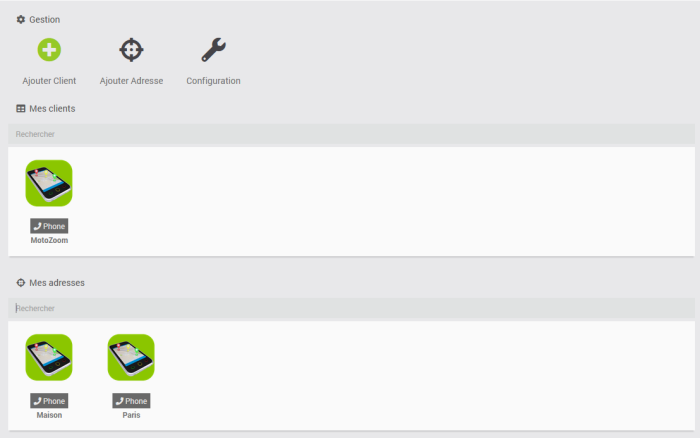 Gestion
Ajouter Client Ajouter Adresse Configuration
Mes clients
Rechercher
Phone
MotoZoom
Mes adresses
Rechercher
Phone Phone
Maison Paris